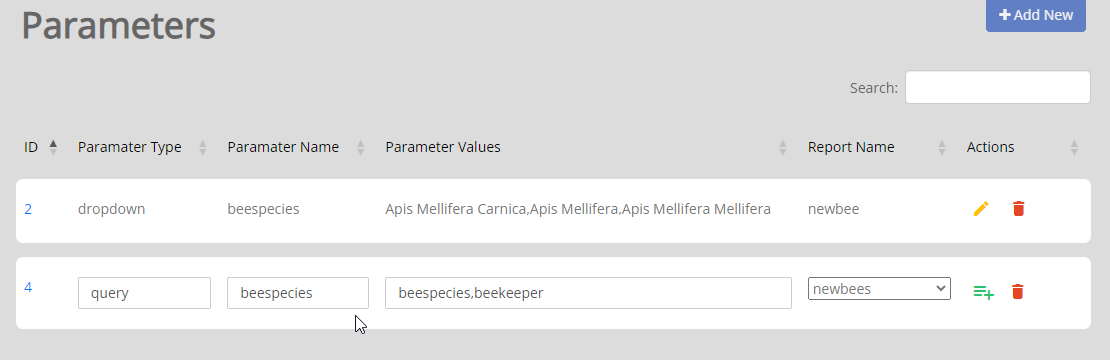 Parameters
Add New
Search:
ID Paramater Type Paramater Name Parameter Values Report Name Actions
2 dropdown beespecies Apis Mellifera Carnica,Apis Mellifera,Apis Mellifera Mellifera newbee
4 query beespecies beespecies,beekeeper newbees